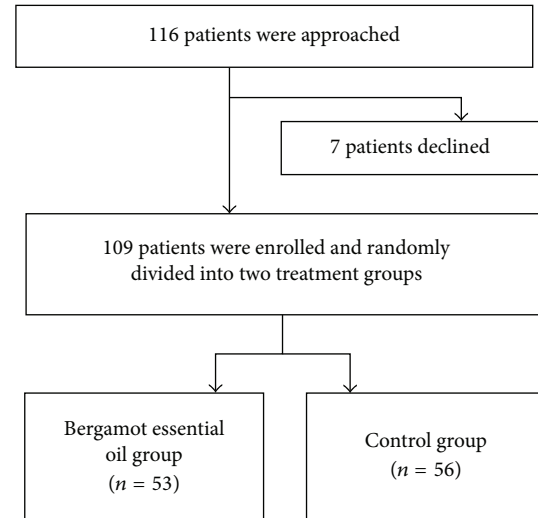 116 patients were approached
7 patients declined
109 patients were enrolled and randomly
divided into two treatment groups
Bergamot essential
oil group
(n = 53)
Control group
(n = 56)